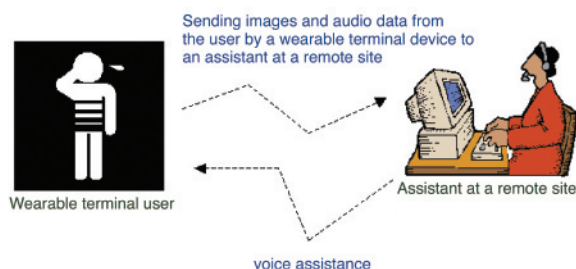 Sending images and audio data from
the user by a wearable terminal device to
an assistant at a remote site
Wearable terminal user
Assistant at a remote site
voice assistance